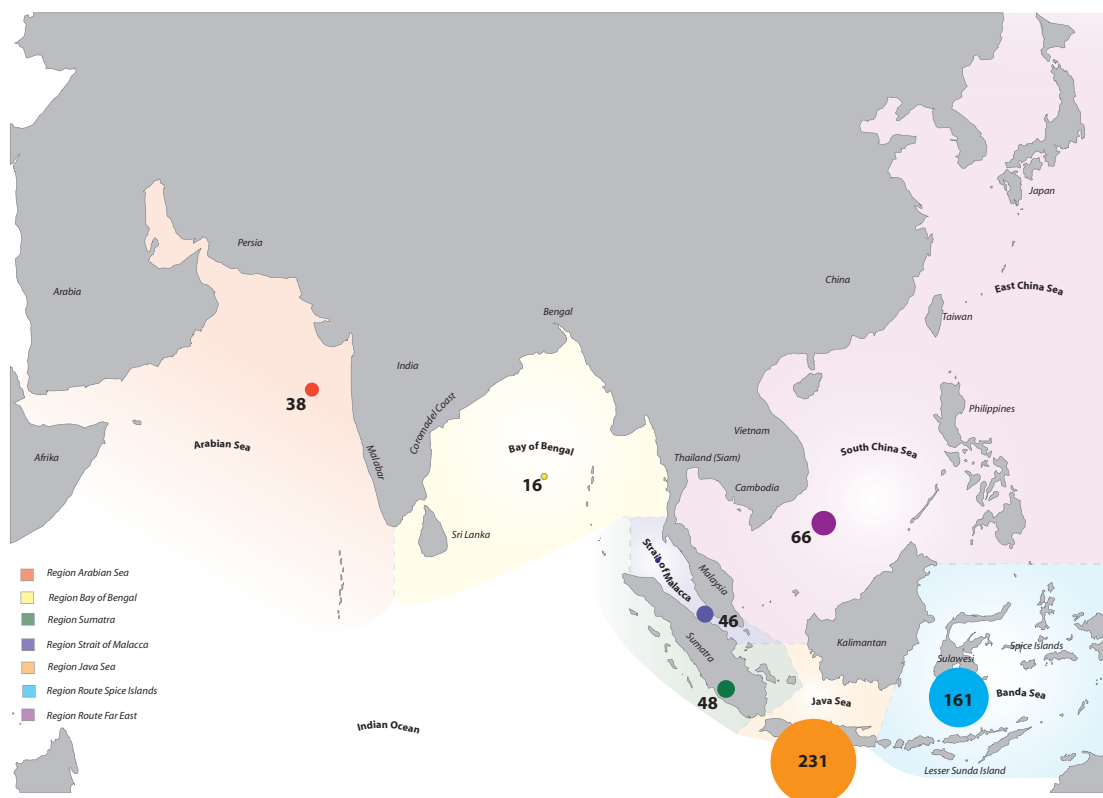 Japan
Persia
China
East China Sea
Arabia
Bengal
Taiwan
India
38
Coromadel Coast
Philippines
Arabian Sea
Malabar
Bay of Bengal
Vietnam
South China Sea
Afrika
Thailand (Siam)
16
Cambodia
Sri Lanka
66
Strait of Malacca
Malaysia
Region Arabian Sea
Region Bay of Bengal
Region Sumatra
Region Strait of Malacca
Region Java Sea
Region Route Spice Islands
Region Route Far East
46
Sumatra
Kalimantan
Spice Islands
Sulawesi
48
Java Sea
161
Banda Sea
Indian Ocean
231
Lesser Sunda Island